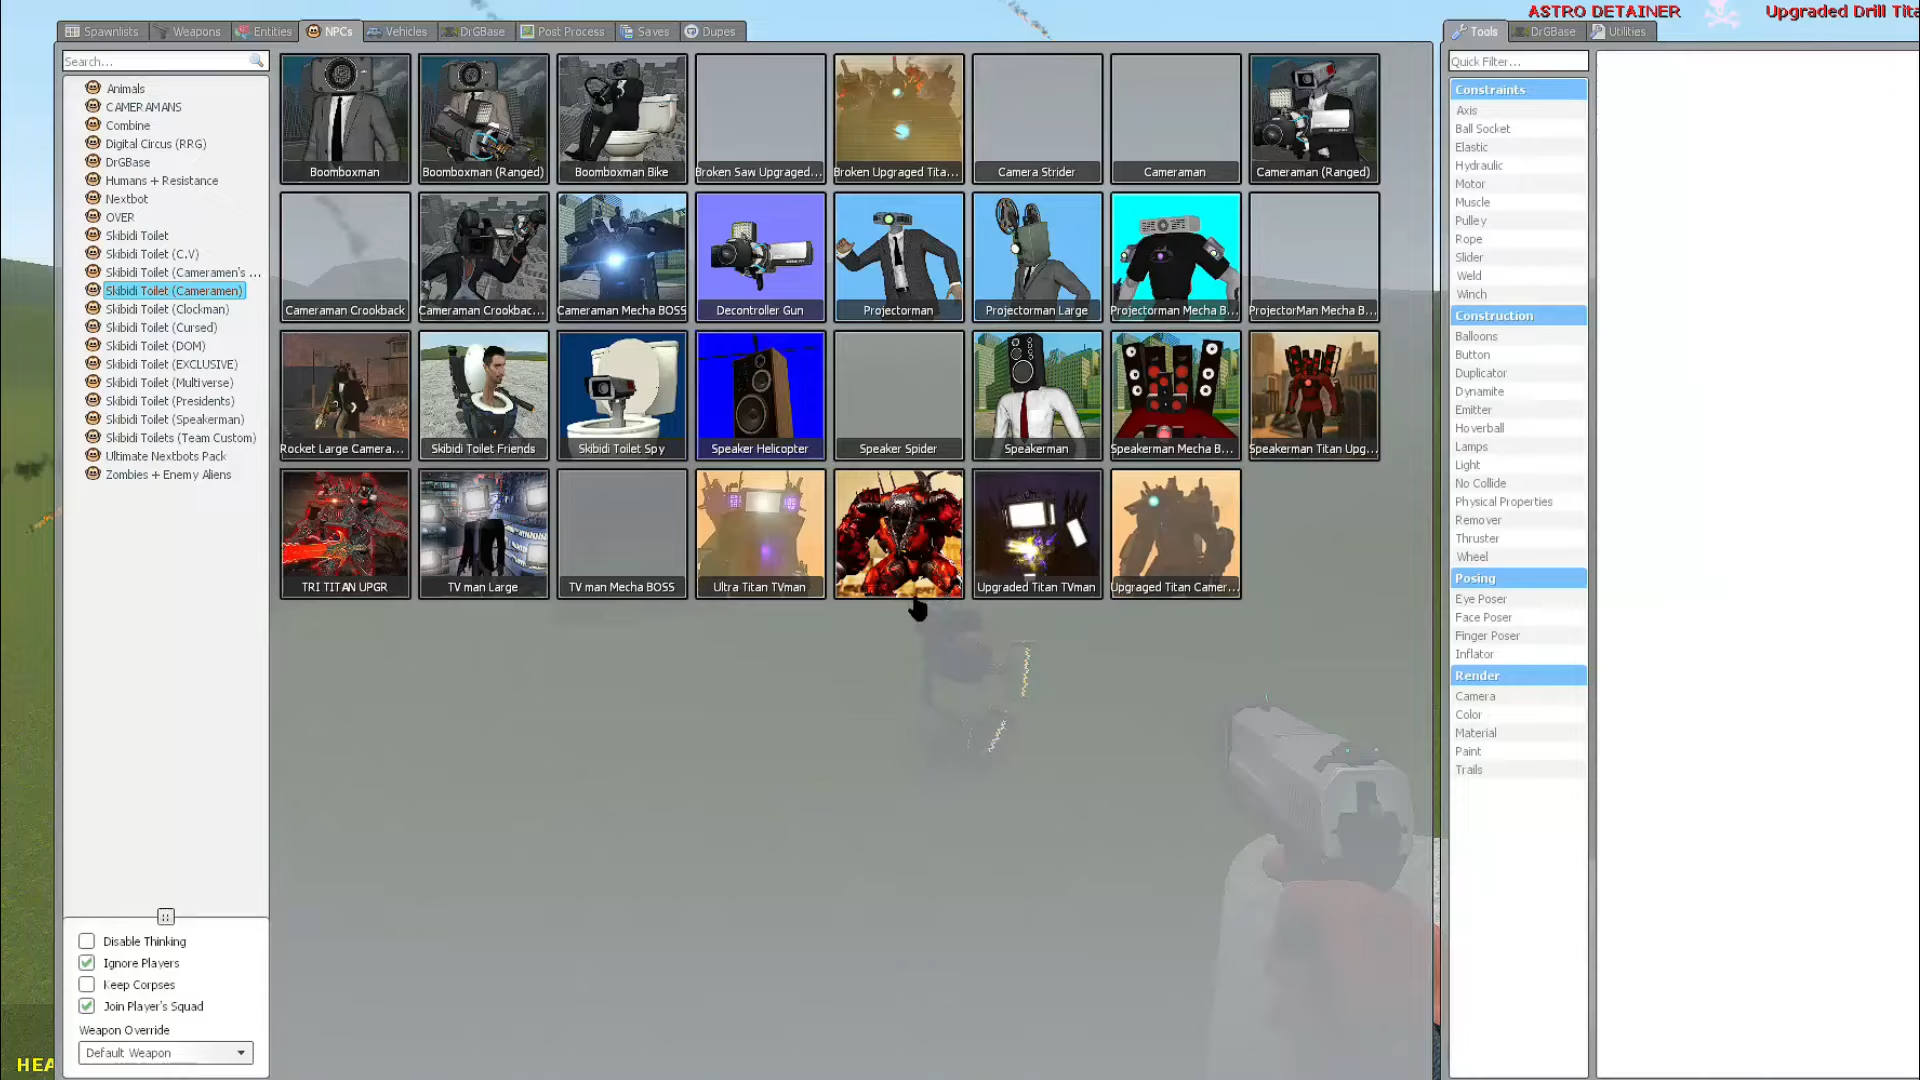 ASTRO DETAINER
Upgraded Drill Tita
Spawnlists
Weapons
Entities
NPCs
Vehicles
DrGBase
Post Process
Saves
Dupes
Tools
DrGBase
Utilities
Search...
Quick Filter...
Animals
CAMERAMANS
Combine
Digital Circus (RRG)
DrGBase
Humans + Resistance
Nextbot
OVER
Skibidi Toilet
Skibidi Toilet (C.V)
Skibidi Toilet (Cameramen's ...
Skibidi Toilet (Cameramen)
Skibidi Toilet (Clockman)
Skibidi Toilet (Cursed)
Skibidi Toilet (DOM)
Skibidi Toilet (EXCLUSIVE)
Skibidi Toilet (Multiverse)
Skibidi Toilet (Presidents)
Skibidi Toilet (Speakerman)
Skibidi Toilets (Team Custom)
Ultimate Nextbots Pack
Zombies + Enemy Aliens
Boomboxman
Boomboxman (Ranged)
Boomboxman Bike
Broken Saw Upgraded...
Broken Upgraded Tita...
Camera Strider
Cameraman
Cameraman (Ranged)
Cameraman Crookback
Cameraman Crookbac...
Cameraman Mecha BOSS
Decontroller Gun
Projectorman
Projectorman Large
Projectorman Mecha B...
ProjectorMan Mecha B...
Rocket Large Camera...
Skibidi Toilet Friends
Skibidi Toilet Spy
Speaker Helicopter
Speaker Spider
Speakerman
Speakerman Mecha B...
Speakerman Titan Upg...
TRI TITAN UPGR
TV man Large
TV man Mecha BOSS
Ultra Titan TVman
Upgraded Titan TVman
Upgraged Titan Camer...
Constraints
Axis
Ball Socket
Elastic
Hydraulic
Motor
Muscle
Pulley
Rope
Slider
Weld
Winch
Construction
Balloons
Button
Duplicator
Dynamite
Emitter
Hoverball
Lamps
Light
No Collide
Physical Properties
Remover
Thruster
Wheel
Posing
Eye Poser
Face Poser
Finger Poser
Inflator
Render
Camera
Color
Material
Paint
Trails
Disable Thinking
Ignore Players
Keep Corpses
Join Player's Squad
Weapon Override
Default Weapon
HEA